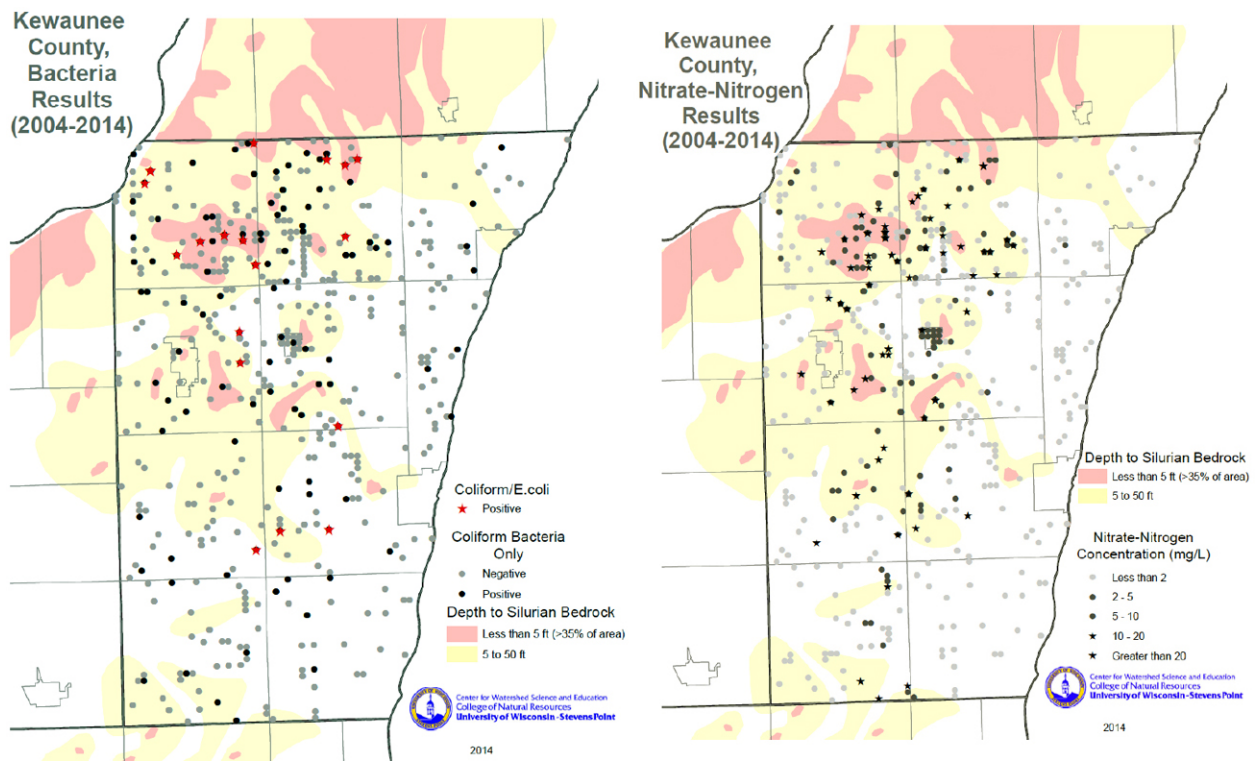 Kewaunee
County,
Bacteria
Results
(2004-2014)
Coliform/E.coli
Positive
Coliform Bacteria
Only
Negative
Positive
Depth to Silurian Bedrock
Less than 5 ft (>35% of area)
5 to 50 ft
Center for Watershed Science and Education
College of Natural Resources
University of Wisconsin-StevensPoint
2014
Kewaunee
County,
Nitrate-Nitrogen
Results
(2004-2014)
Depth to Silurian Bedrock
Less than 5 ft (>35% of area)
5 to 50 ft
Nitrate-Nitrogen
Concentration (mg/L)
Less than 2
2 - 5
5 - 10
10 - 20
Greater than 20
Center for Watershed Science and Education
College of Natural Resources
University of Wisconsin-StevensPoint
2014